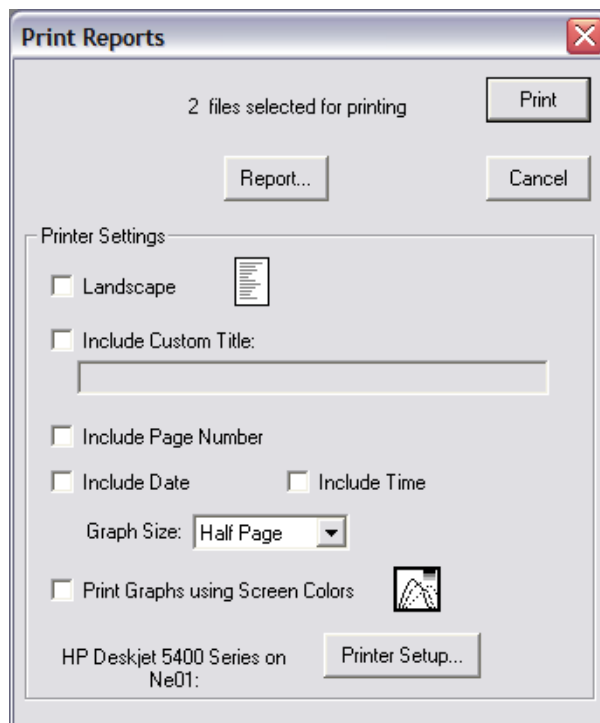 Print Reports
2 files selected for printing
Print
Report...
Cancel
Printer Settings
Landscape
Include Custom Title:
Include Page Number
Include Date
Include Time
Graph Size:
Half Page
Print Graphs using Screen Colors
HP Deskjet 5400 Series on
Ne01:
Printer Setup...